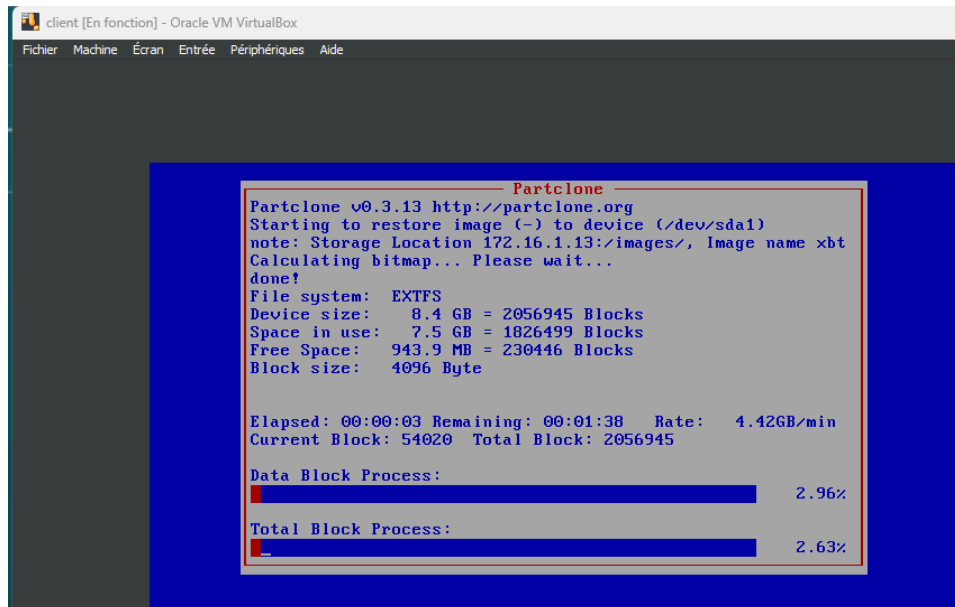 client [En fonction] - Oracle VM VirtualBox
Fichier Machine Écran Entrée Périphériques Aide
Partclone
Partclone v0.3.13 http://partclone.org
Starting to restore image (-) to device (/dev/sda1)
note: Storage Location 172.16.1.13:/images/, Image name xbt
Calculating bitmap... Please wait...
done!
File system: EXTFS
Device size: 8.4 GB = 2056945 Blocks
Space in use: 7.5 GB = 1826499 Blocks
Free Space: 943.9 MB = 230446 Blocks
Block size: 4096 Byte
Elapsed: 00:00:03 Remaining: 00:01:38 Rate: 4.42GB/min
Current Block: 54020 Total Block: 2056945
Data Block Process:
2.96%
Total Block Process:
2.63%